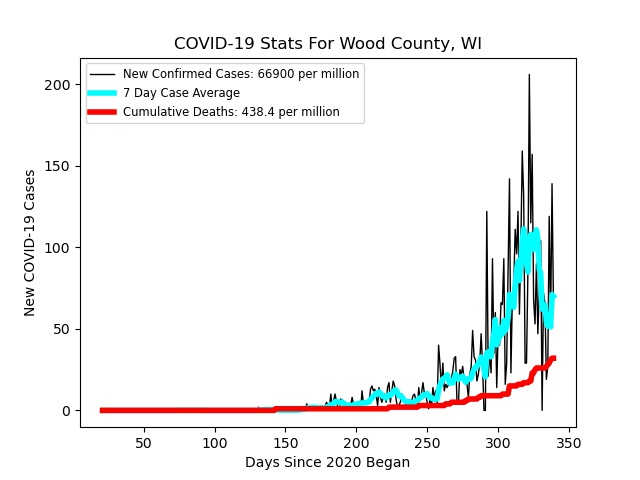 COVID-19 Stats For Wood County, WI
New Confirmed Cases: 66900 per million
7 Day Case Average
Cumulative Deaths: 438.4 per million
New COVID-19 Cases
200
150
100
50
0
50 100 150 200 250 300 350
Days Since 2020 Began